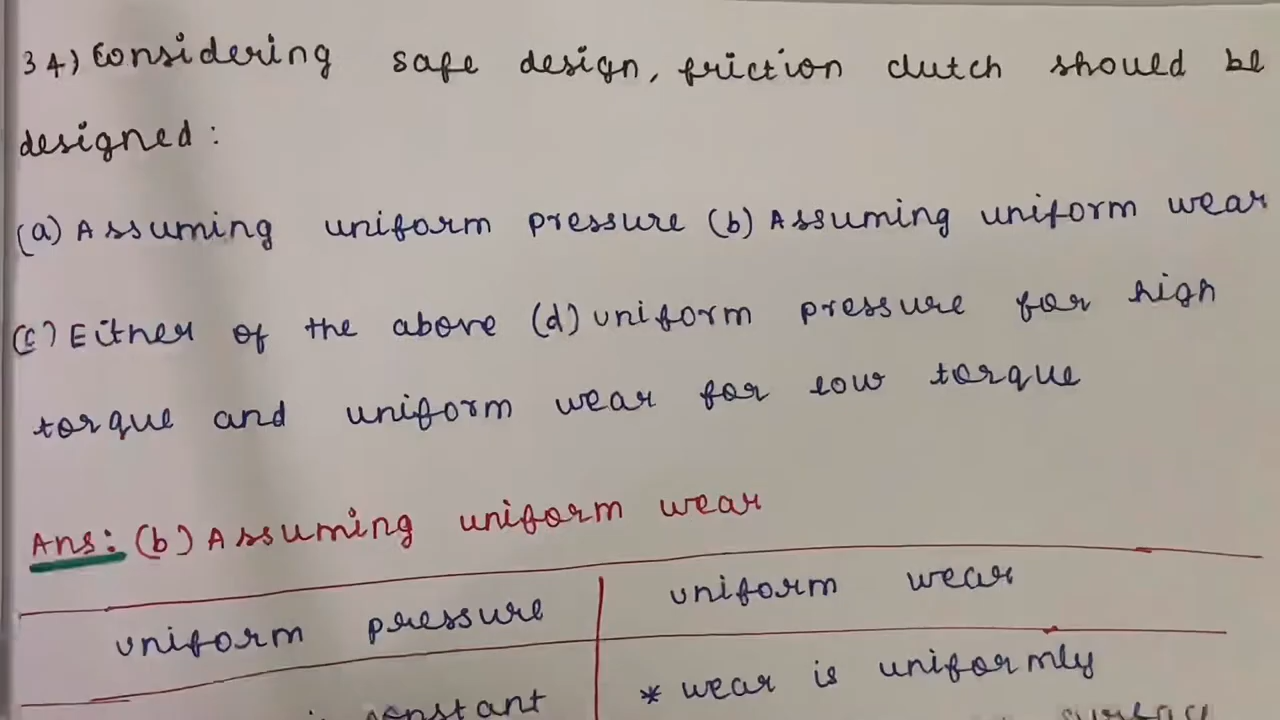 34) Considering safe design, friction clutch should be
designed:
(a) Assuming uniform pressure (b) Assuming uniform wear
(c) Either of the above (d) uniform pressure for high
torque and uniform wear for low torque
Ans: (b) Assuming uniform wear
uniform pressure uniform wear
constant * wear is uniformly